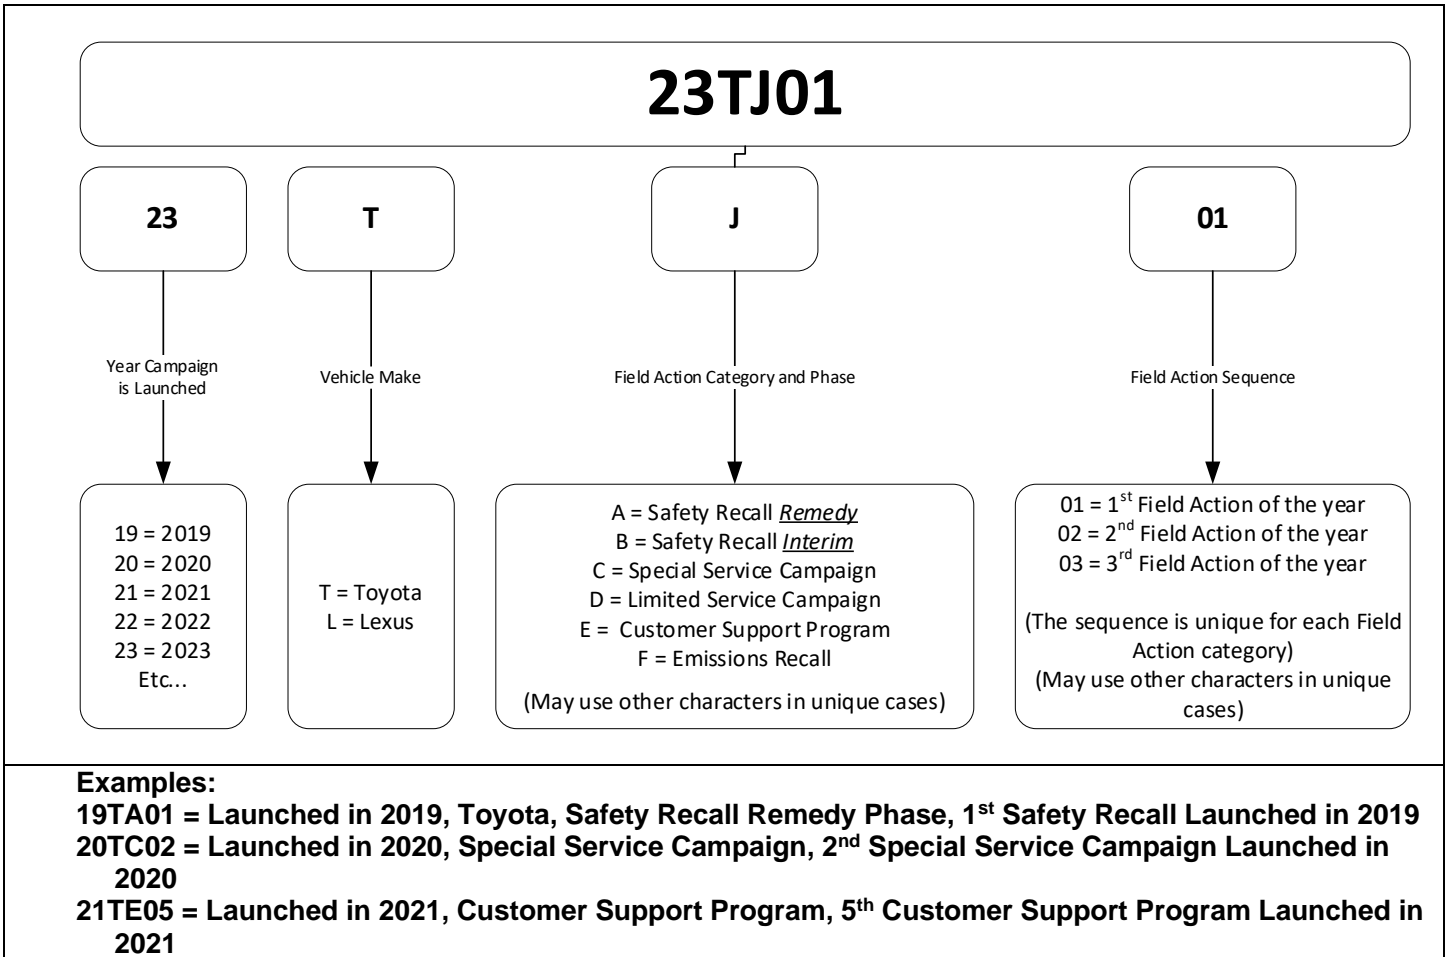 23TJ01
23
T
J
01
Year Campaign
is Launched
Vehicle Make
Field Action Category and Phase
Field Action Sequence
19 = 2019
20 = 2020
21 = 2021
22 = 2022
23 = 2023
Etc...
T = Toyota
L = Lexus
A = Safety Recall Remedy
B = Safety Recall Interim
C = Special Service Campaign
D = Limited Service Campaign
E = Customer Support Program
F = Emissions Recall
(May use other characters in unique cases)
01 = 1st Field Action of the year
02 = 2nd Field Action of the year
03 = 3rd Field Action of the year
(The sequence is unique for each Field
Action category)
(May use other characters in unique
cases)
Examples:
19TA01 = Launched in 2019, Toyota, Safety Recall Remedy Phase, 1st Safety Recall Launched in 2019
20TC02 = Launched in 2020, Special Service Campaign, 2nd Special Service Campaign Launched in
2020
21TE05 = Launched in 2021, Customer Support Program, 5th Customer Support Program Launched in
2021